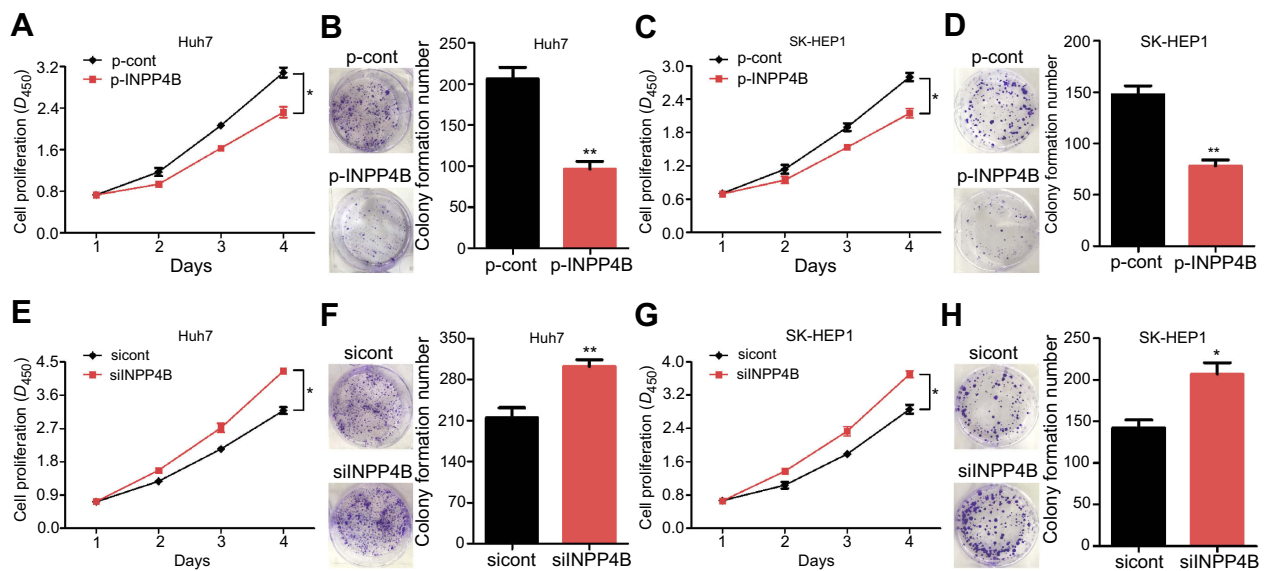 A
Huh7
p-cont
p-INPP4B
Cell proliferation (D450)
3.2
2.4
1.6
0.8
0.0
*
1 2 3 4
Days
B
p-cont
p-INPP4B
Huh7
Colony formation number
250
200
150
100
50
0
**
p-cont p-INPP4B
C
SK-HEP1
p-cont
p-INPP4B
Cell proliferation (D450)
3.0
2.4
1.8
1.2
0.6
0.0
*
1 2 3 4
Days
D
p-cont
p-INPP4B
SK-HEP1
Colony formation number
200
150
100
50
0
**
p-cont p-INPP4B
E
Huh7
sicont
siINPP4B
Cell proliferation (D450)
4.5
3.6
2.7
1.8
0.9
0.0
*
1 2 3 4
Days
F
sicont
siINPP4B
Huh7
Colony formation number
350
280
210
140
70
0
**
sicont siINPP4B
G
SK-HEP1
sicont
siINPP4B
Cell proliferation (D450)
4.0
3.2
2.4
1.6
0.8
0.0
*
1 2 3 4
Days
H
sicont
siINPP4B
SK-HEP1
Colony formation number
250
200
150
100
50
0
*
sicont siINPP4B